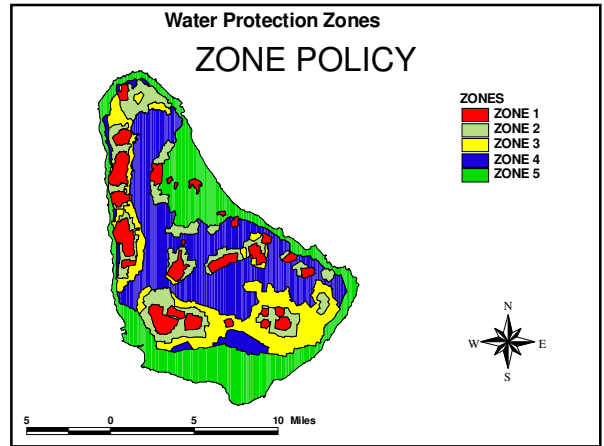 Water Protection Zones
ZONE POLICY
ZONES
ZONE 1
ZONE 2
ZONE 3
ZONE 4
ZONE 5
N
W E
S
5 0 5 10 Miles